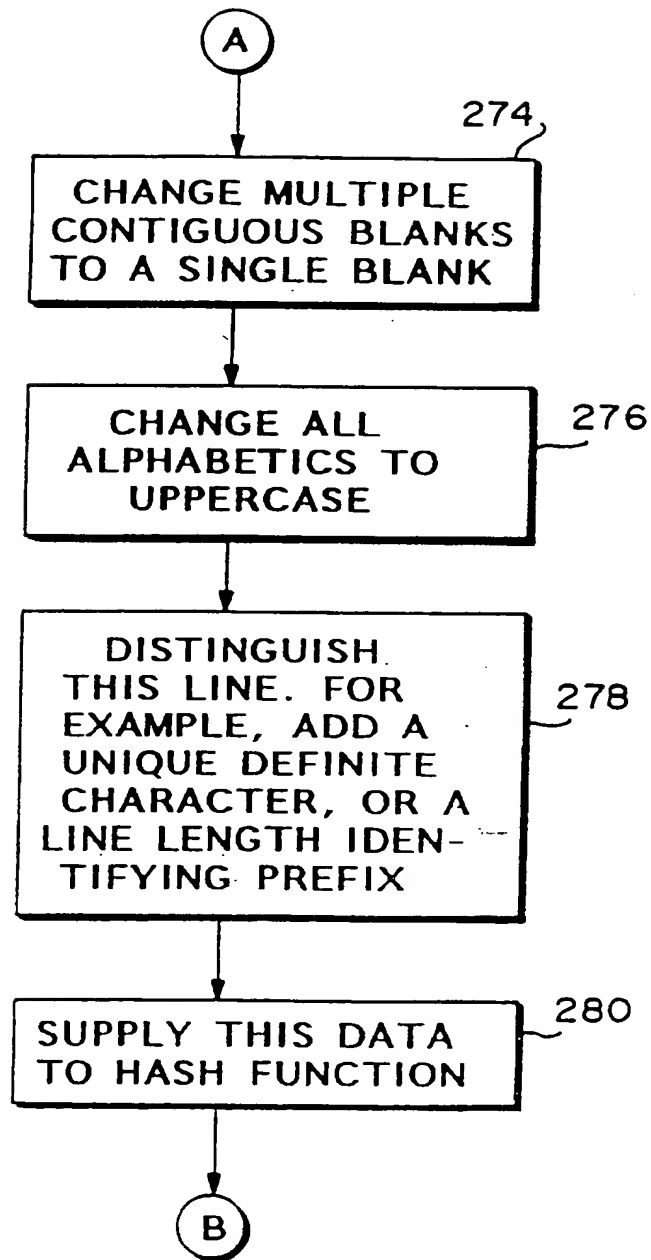 A
274
CHANGE MULTIPLE
CONTIGUOUS BLANKS
TO A SINGLE BLANK
276
CHANGE ALL
ALPHABETICS TO
UPPERCASE
278
DISTINGUISH
THIS LINE. FOR
EXAMPLE, ADD A
UNIQUE DEFINITE
CHARACTER, OR A
LINE LENGTH IDEN-
TIFYING PREFIX
280
SUPPLY THIS DATA
TO HASH FUNCTION
B